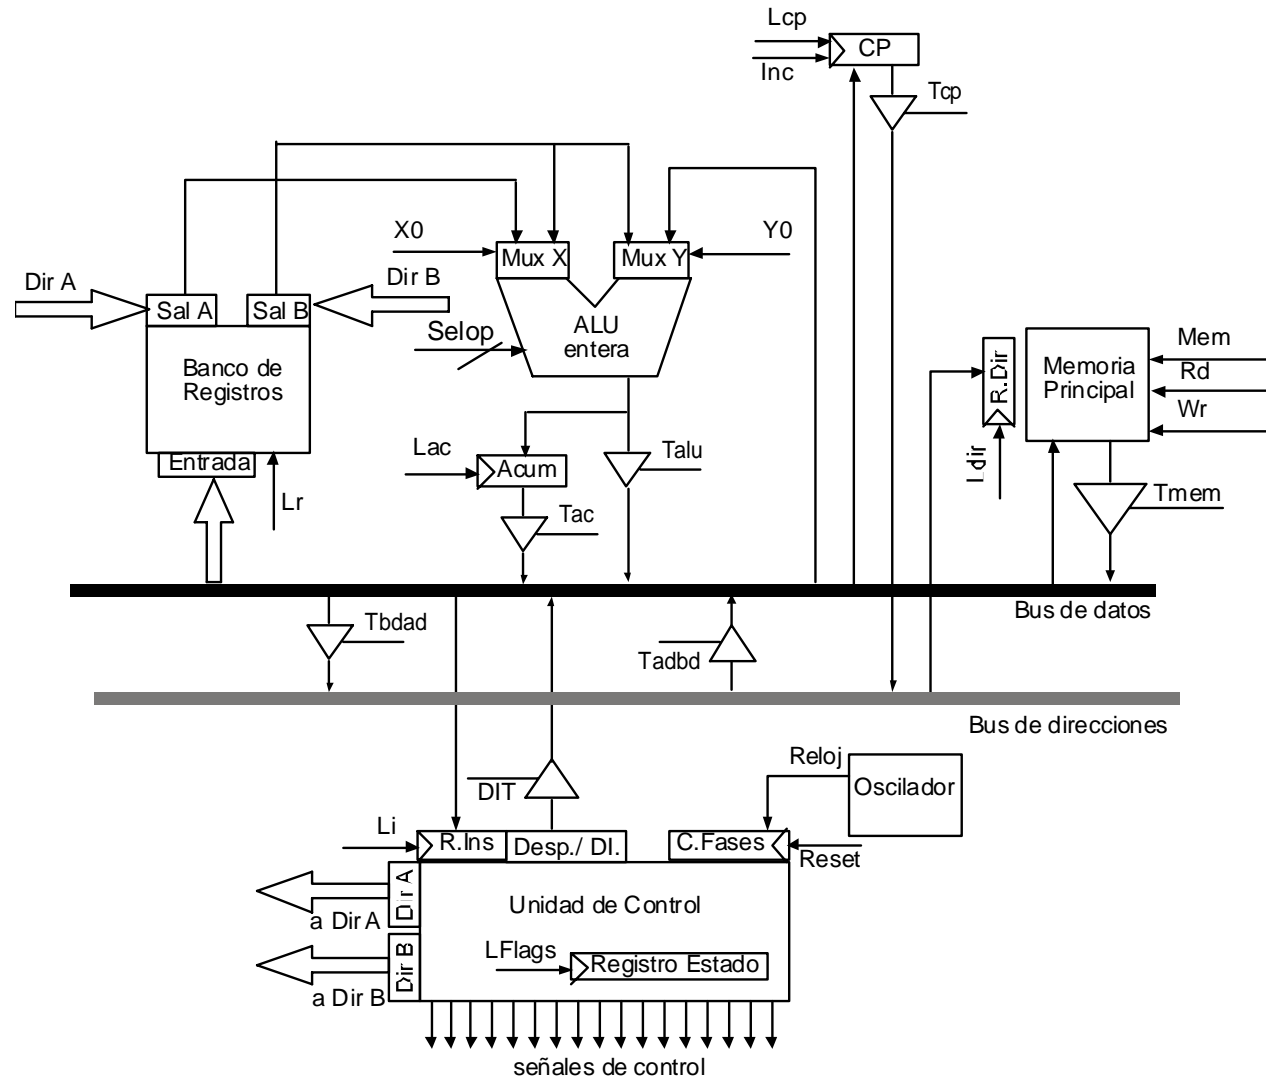 Lcp
CP
Inc
Tcp
X0
Y0
Mux X
Mux Y
Dir A
Dir B
Sal A
Sal B
Selop
ALU
entera
Banco de
Registros
R.Dir
Memoria
Principal
Mem
Rd
Wr
Lac
Acum
Talu
Ldir
Entrada
Lr
Tac
Tmem
Bus de datos
Tbdad
Tadbd
Bus de direcciones
Reloj
Oscilador
DIT
Li
R.Ins
Desp./ DI.
C.Fases
Reset
Dir A
a Dir A
Unidad de Control
Dir B
a Dir B
LFlags
Registro Estado
señales de control